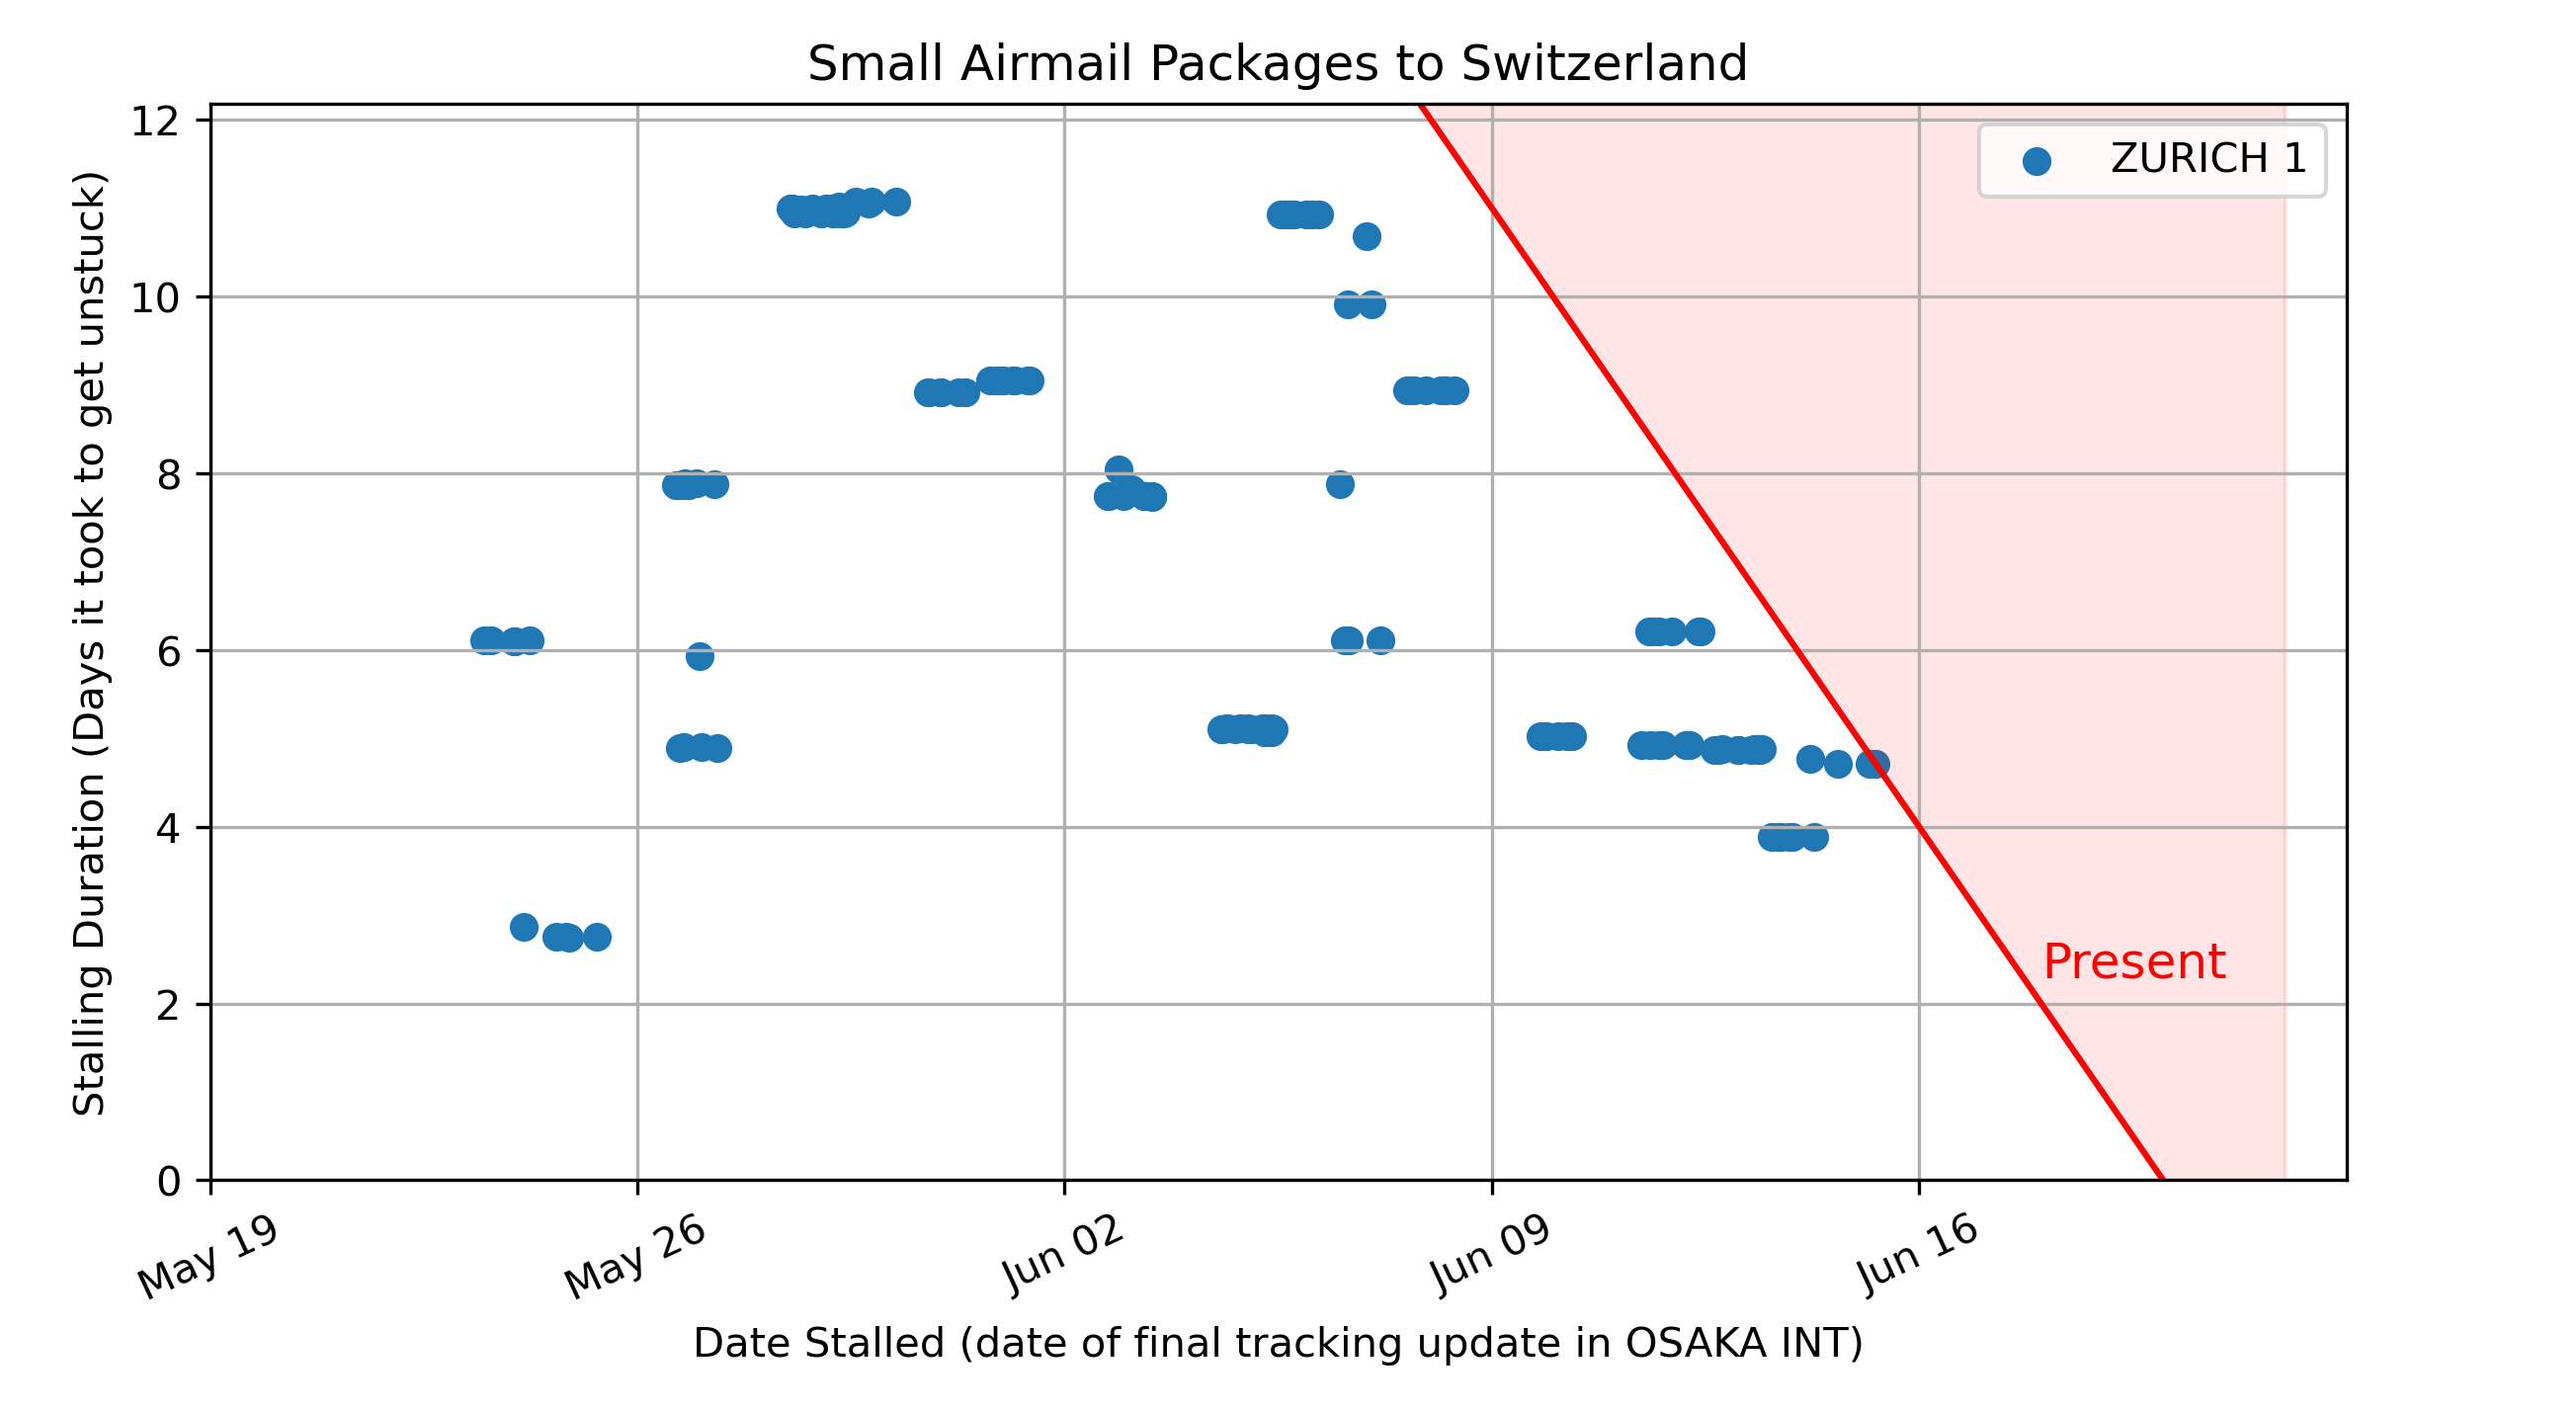 Small Airmail Packages to Switzerland
Stalling Duration (Days it took to get unstuck)
12
10
8
6
4
2
0
ZURICH 1
Present
May 19
May 26
Jun 02
Jun 09
Jun 16
Date Stalled (date of final tracking update in OSAKA INT)